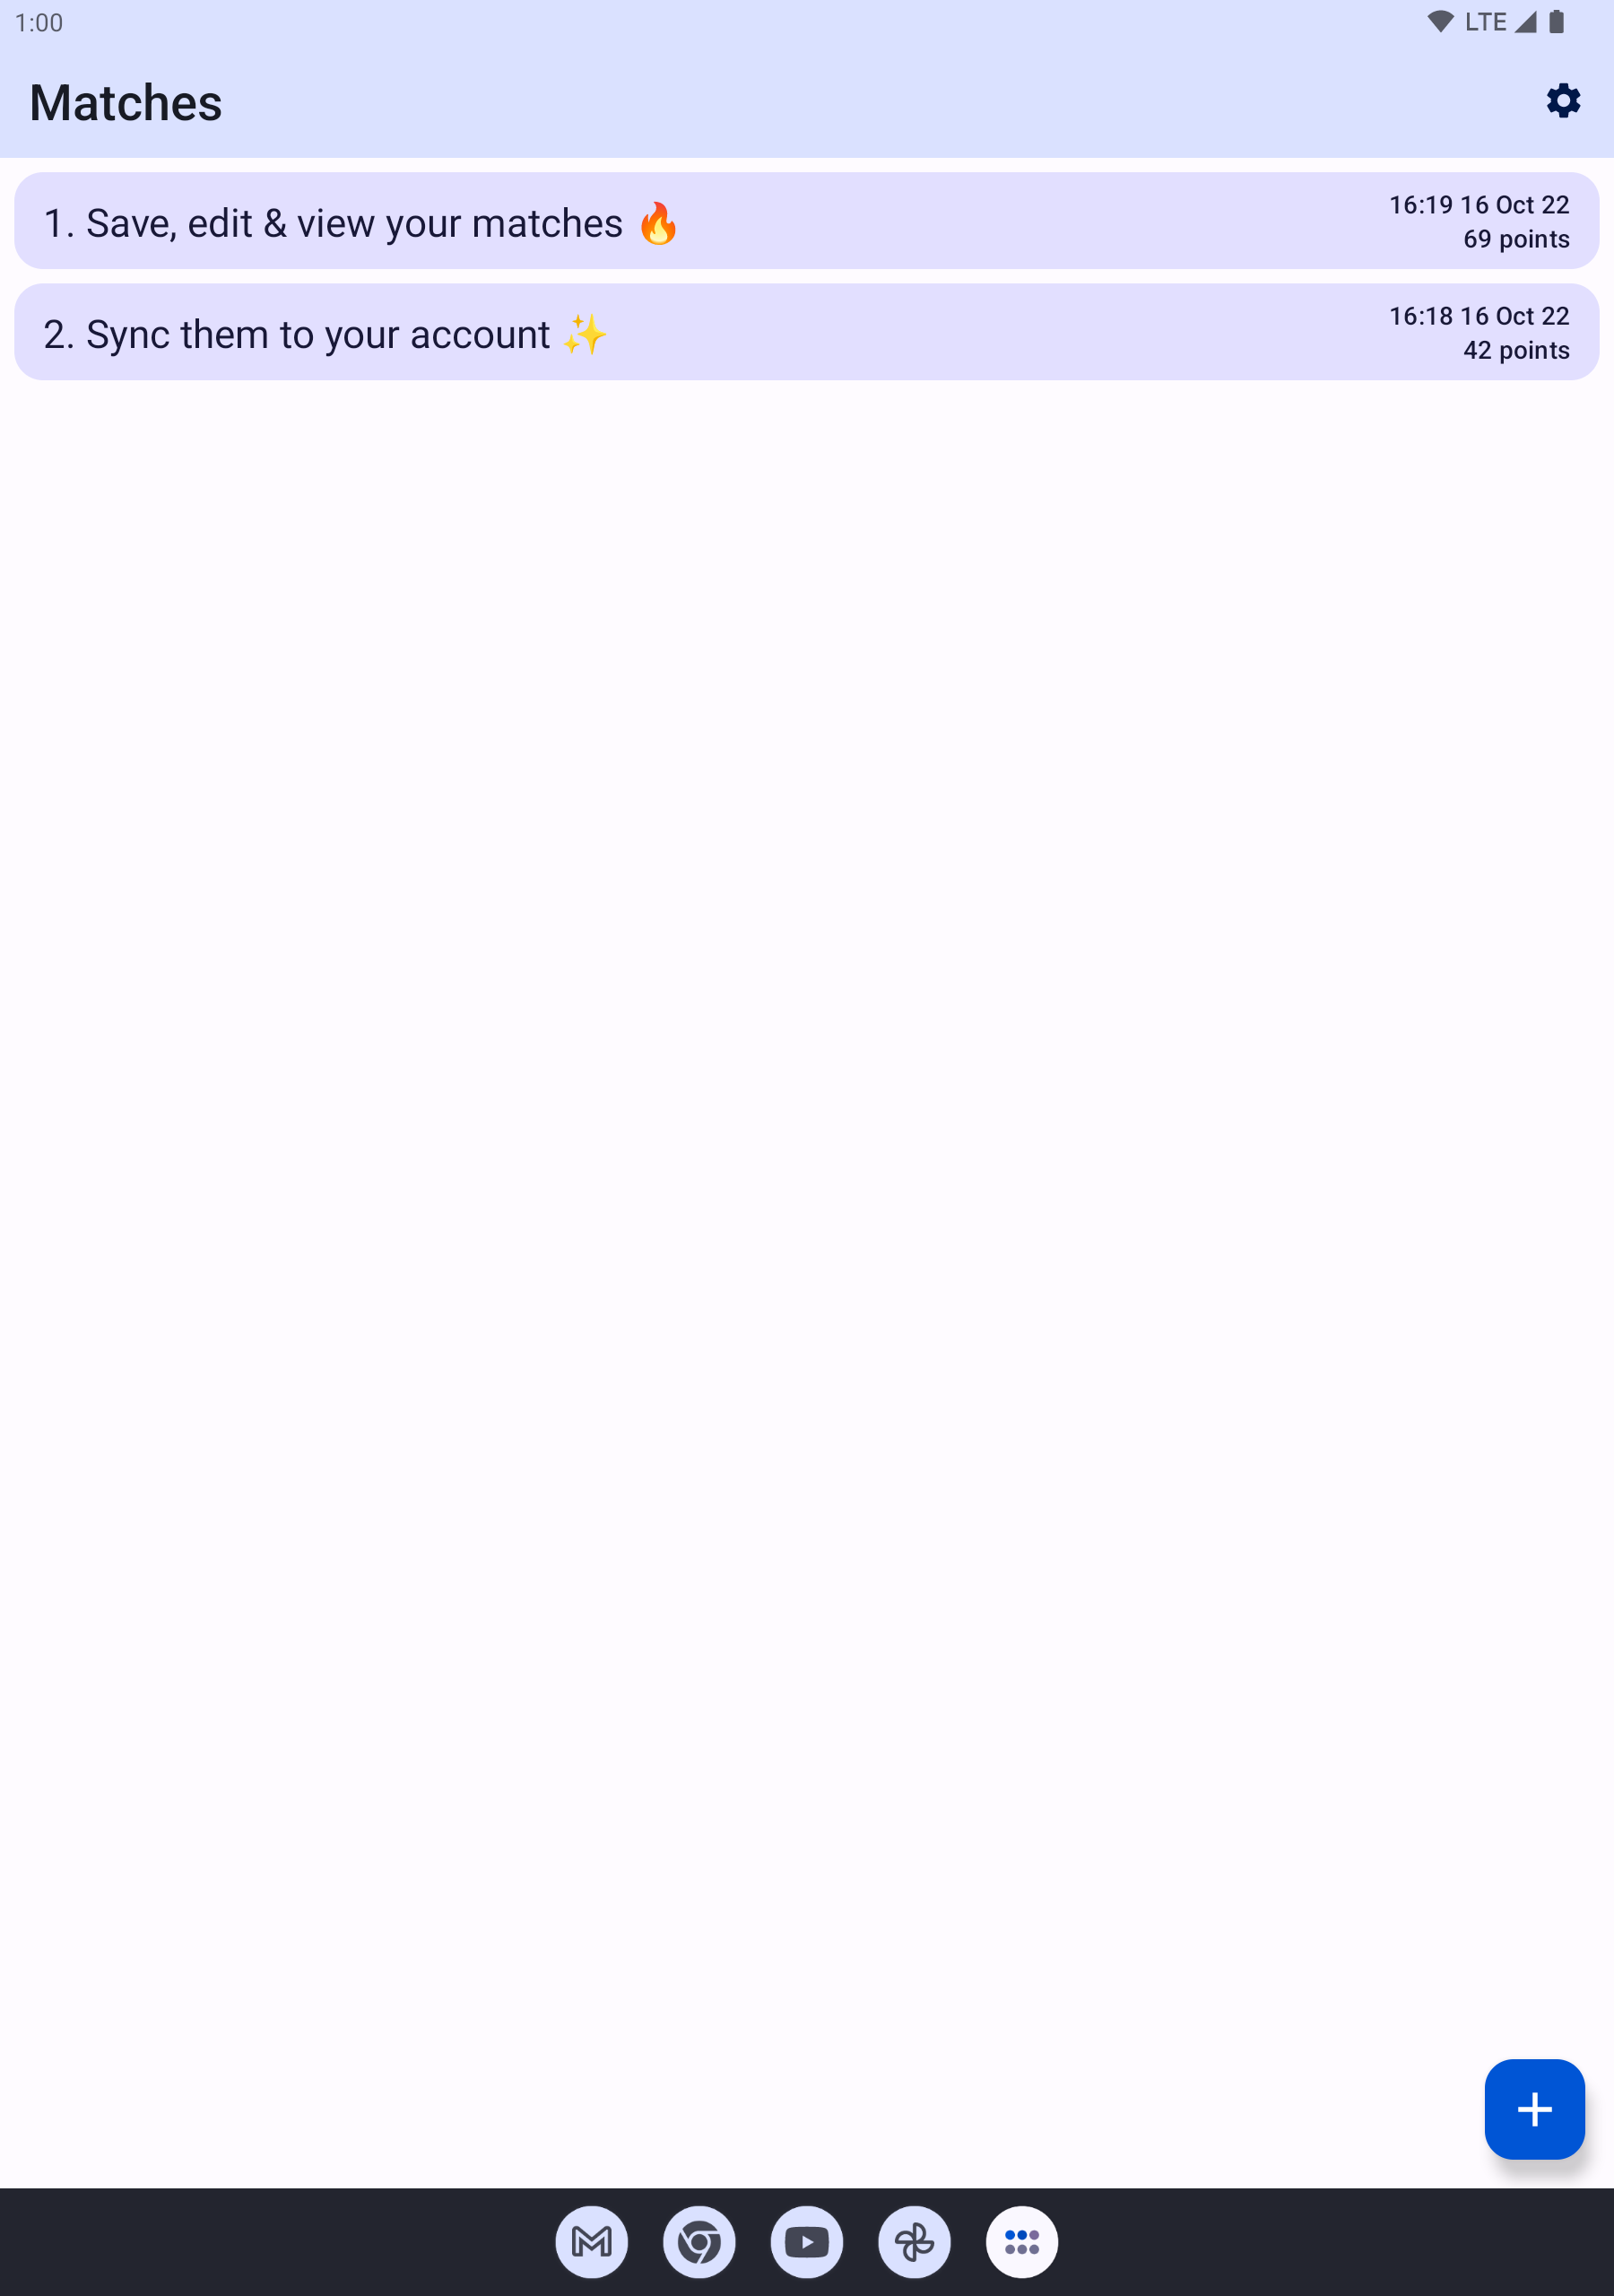 1:00
LTE
Matches
1. Save, edit & view your matches 🔥
16:19 16 Oct 22
69 points
2. Sync them to your account ✨
16:18 16 Oct 22
42 points